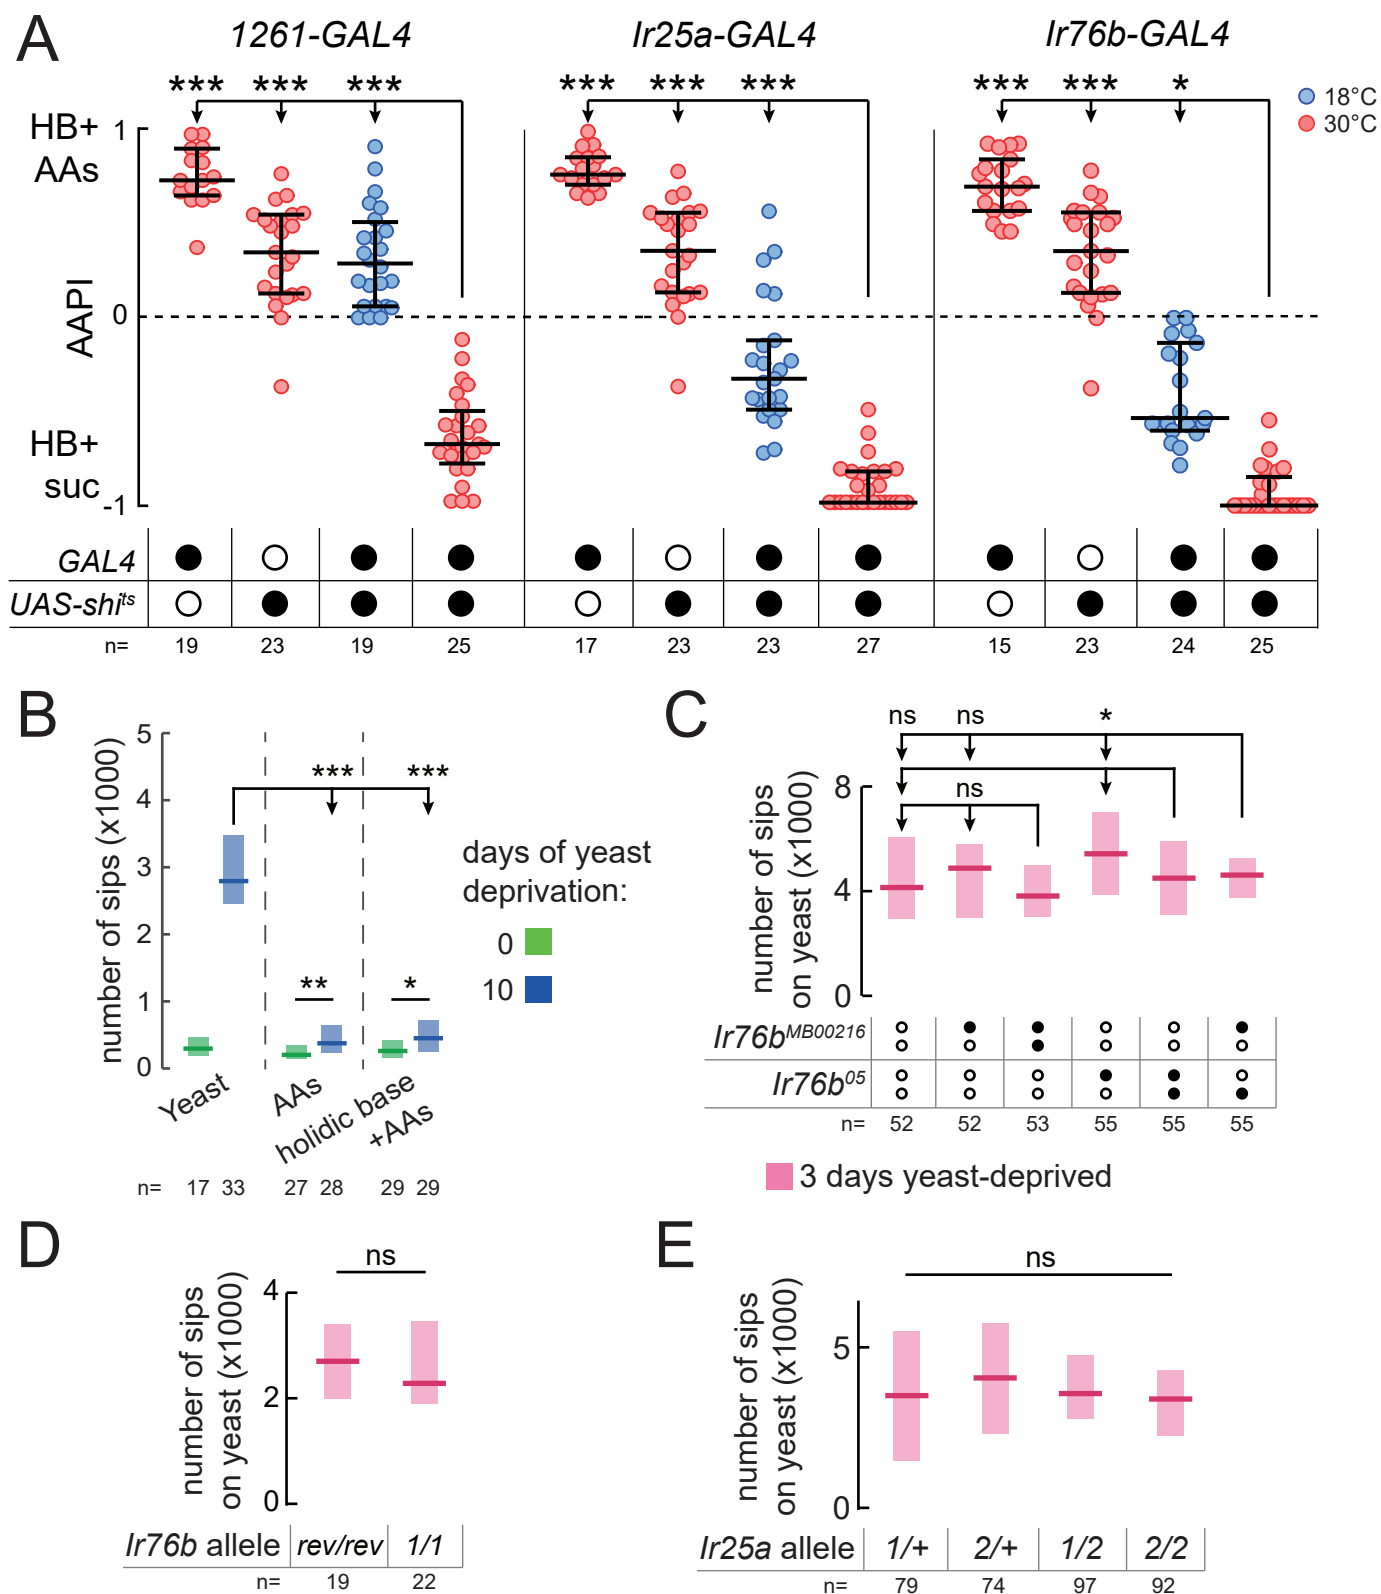 A
1261-GAL4 Ir25a-GAL4 Ir76b-GAL4
*** *** *** *** *** *** *** *** *
18°C
30°C
HB+
AAs
1
AAPI
0
HB+
suc
-1
GAL4
UAS-shiᵗˢ
n= 19 23 19 25 17 23 23 27 15 23 24 25
B
number of sips (x1000)
5
4
3
2
1
0
*** ***
** *
Yeast
AAs
holidic base
+AAs
n= 17 33 27 28 29 29
days of yeast
deprivation:
0
10
C
ns ns *
ns
number of sips
on yeast (x1000)
8
4
0
Ir76bᴹᴮ⁰⁰²¹⁶
Ir76b⁰⁵
n= 52 52 53 55 55 55
3 days yeast-deprived
D
ns
number of sips
on yeast (x1000)
4
2
0
Ir76b allele rev/rev 1/1
n= 19 22
E
ns
number of sips
on yeast (x1000)
5
0
Ir25a allele 1/+ 2/+ 1/2 2/2
n= 79 74 97 92